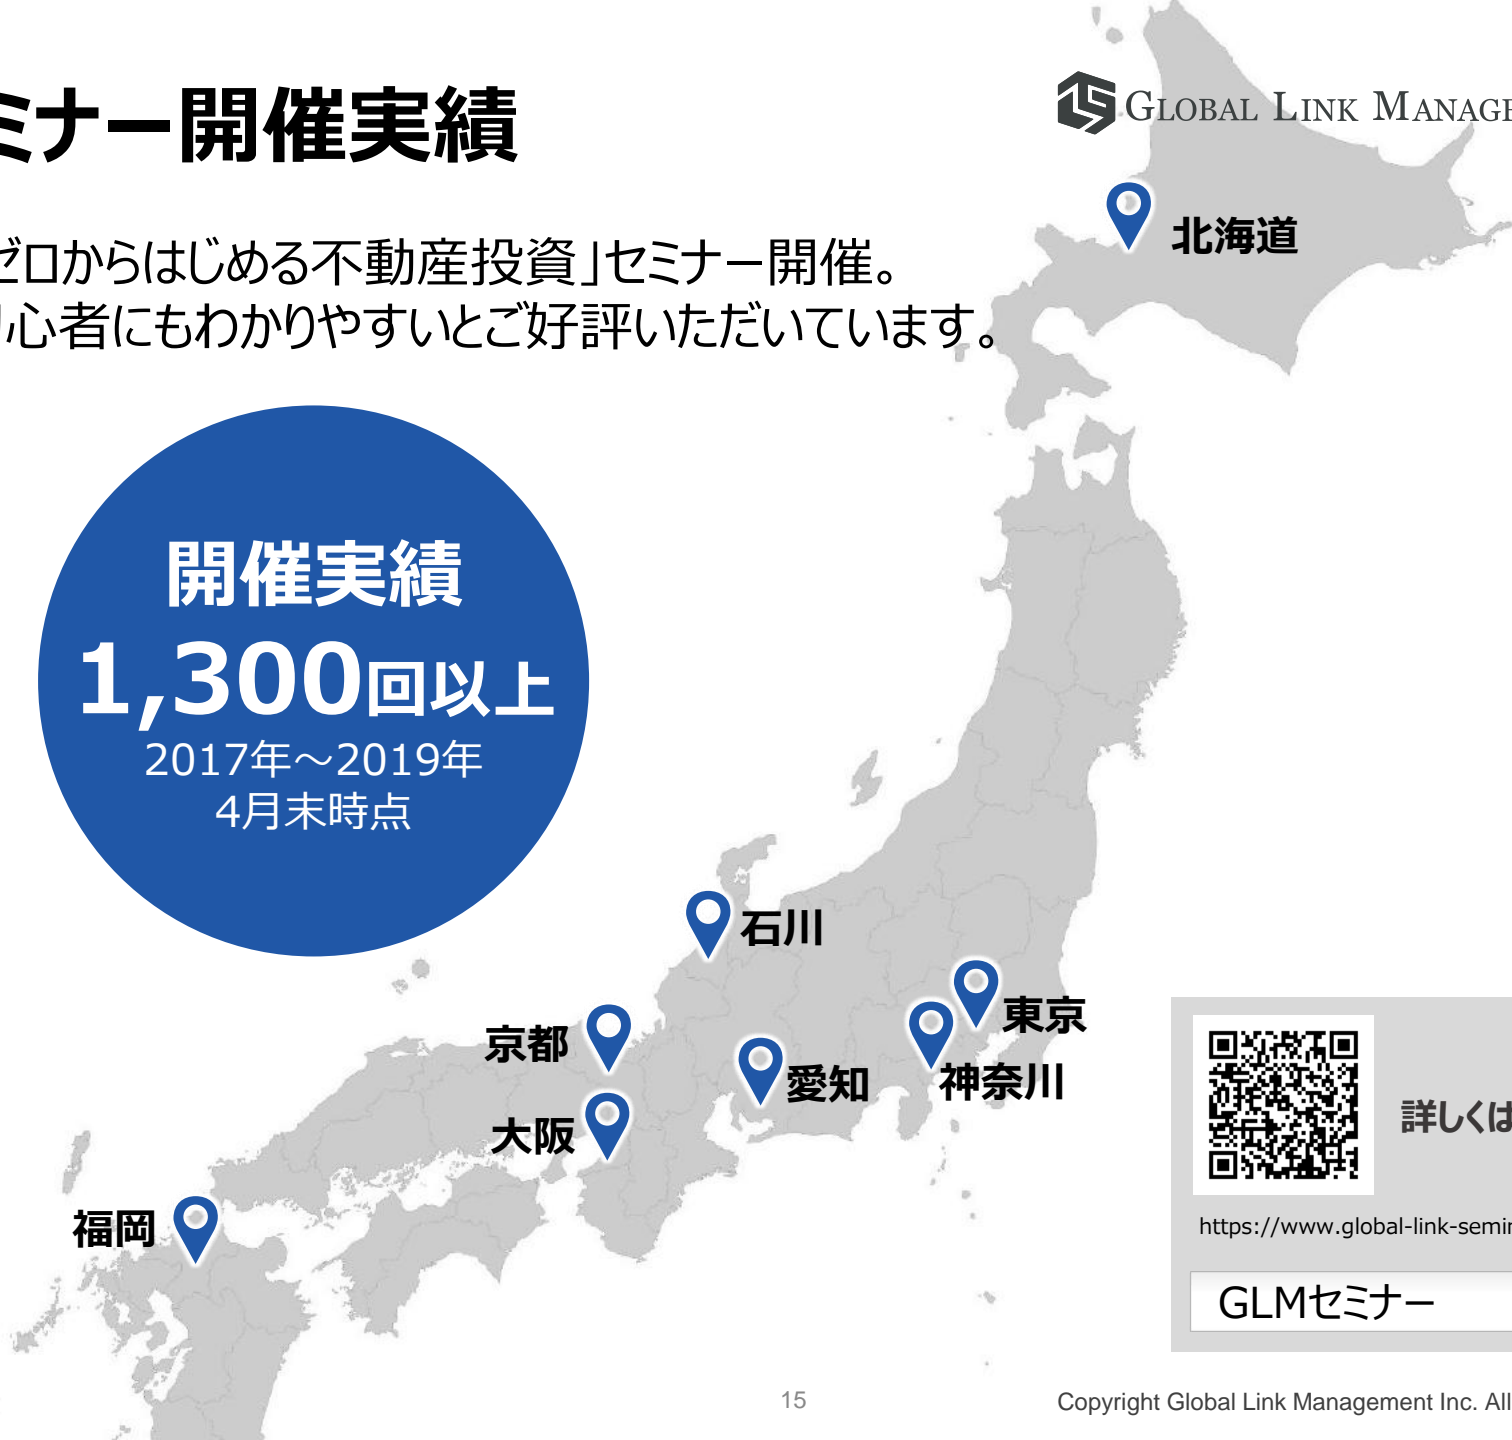 ミナー開催実績
GLOBAL LINK MANAGE
ゼロからはじめる不動産投資」セミナー開催。
心者にもわかりやすいとご好評いただいています。
北海道
開催実績
1,300回以上
2017年～2019年
4月末時点
石川
東京
京都
愛知
神奈川
大阪
福岡
詳しくは
https://www.global-link-semin
GLMセミナー
15
Copyright Global Link Management Inc. All